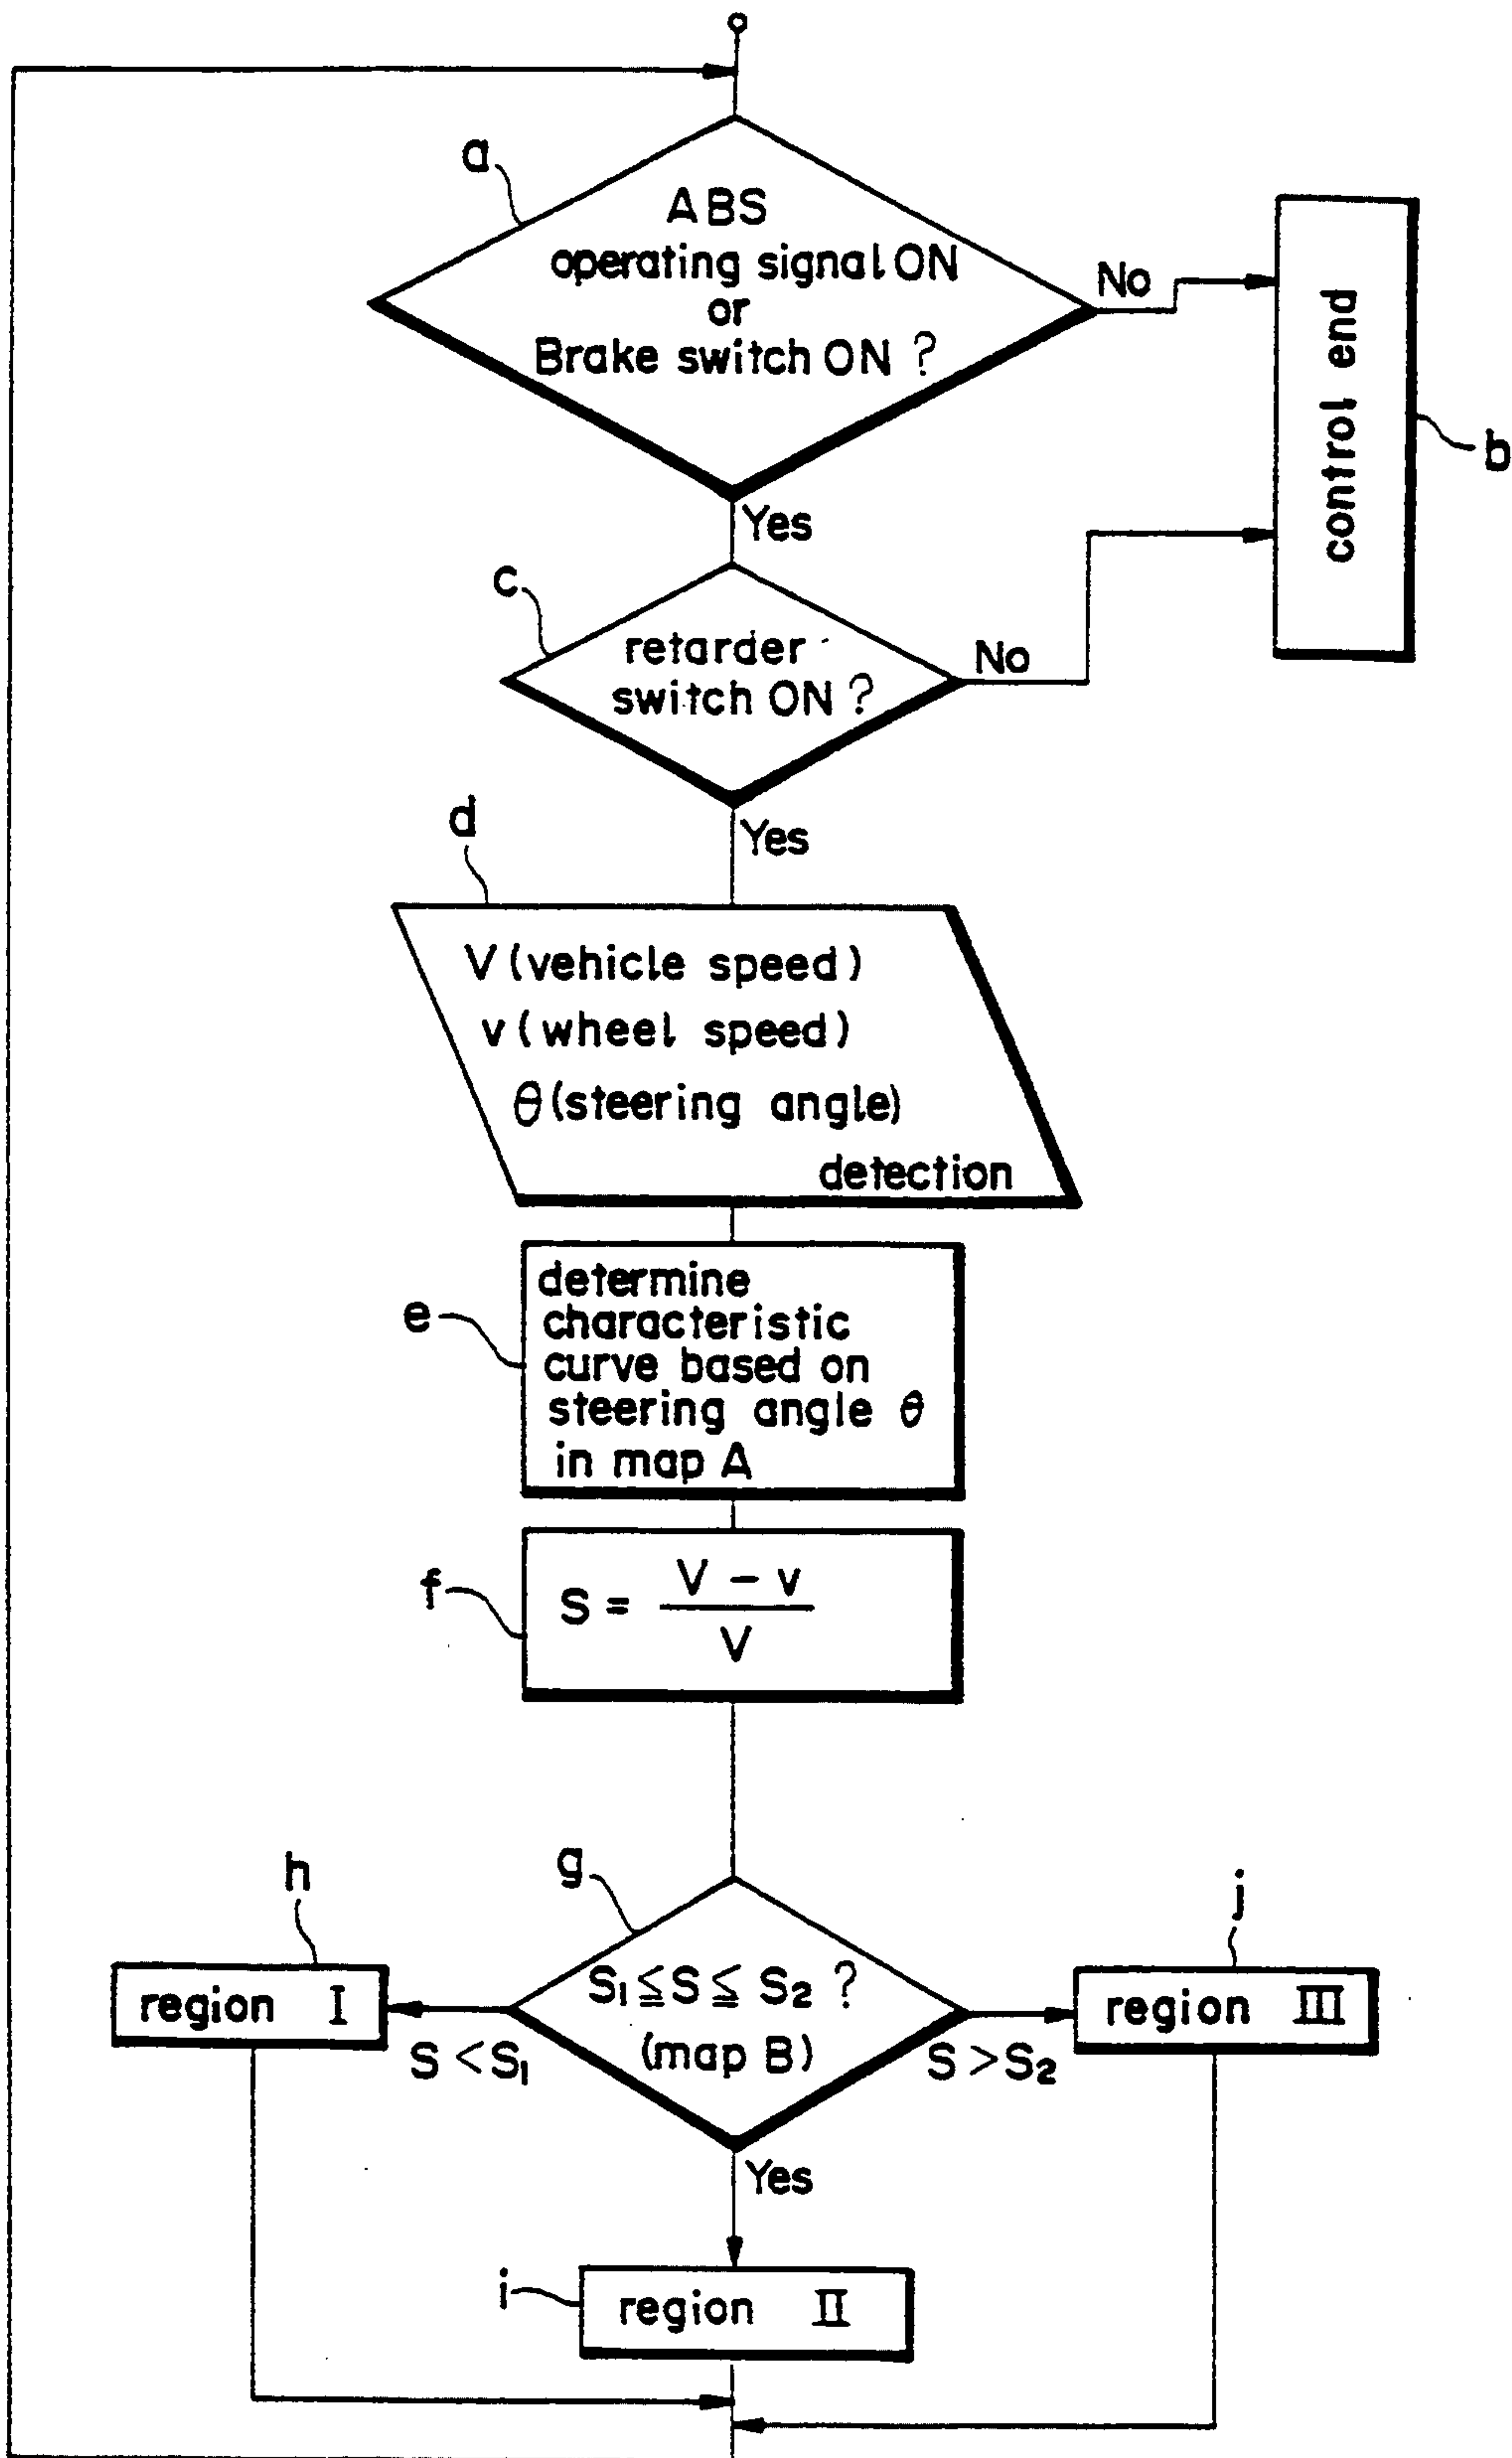 a
ABS
operating signal ON
or
Brake switch ON ?
No
control end
b
Yes
c
retarder
switch ON ?
No
Yes
d
V (vehicle speed)
v (wheel speed)
θ (steering angle)
detection
e
determine
characteristic
curve based on
steering angle θ
in map A
f
S = V - v
V
g
h
j
region I
S₁ ≦ S ≦ S₂ ?
(map B)
region III
S < S₁
S > S₂
Yes
i
region II